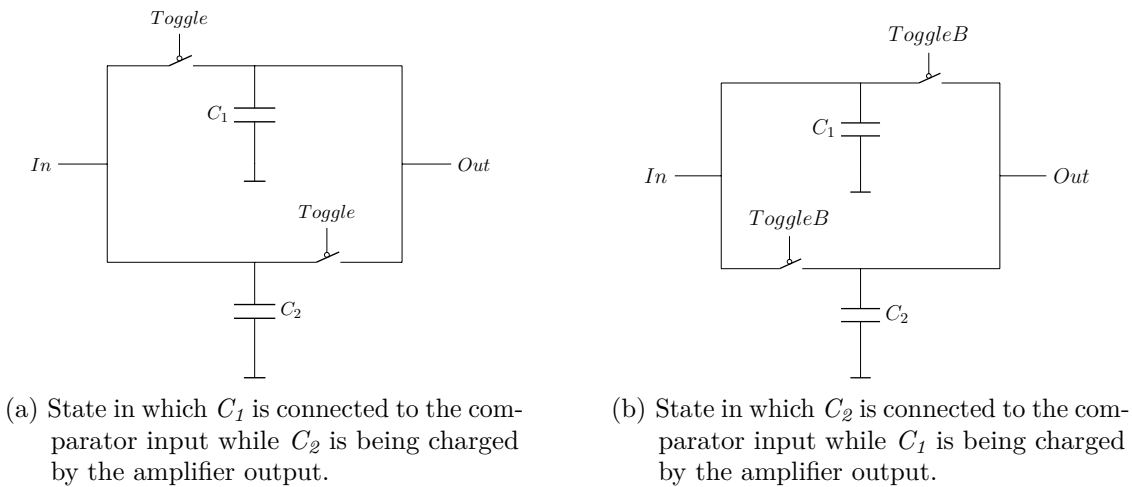 Toggle
C1
In
Out
Toggle
C2
(a) State in which C1 is connected to the com-
parator input while C2 is being charged
by the amplifier output.
ToggleB
C1
In
Out
ToggleB
C2
(b) State in which C2 is connected to the com-
parator input while C1 is being charged
by the amplifier output.